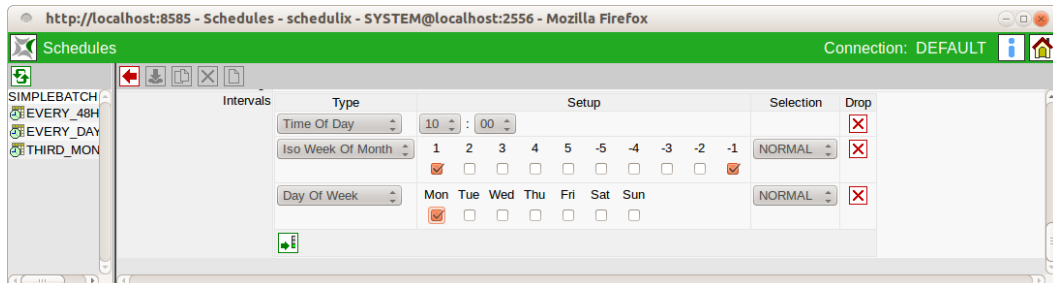 http://localhost:8585 - Schedules - schedulix - SYSTEM@localhost:2556 - Mozilla Firefox
Schedules Connection: DEFAULT
SIMPLEBATCH
EVERY_48H
EVERY_DAY
THIRD_MON
Intervals Type Setup Selection Drop
Time Of Day 10 : 00
Iso Week Of Month 1 2 3 4 5 -5 -4 -3 -2 -1 NORMAL
Day Of Week Mon Tue Wed Thu Fri Sat Sun NORMAL